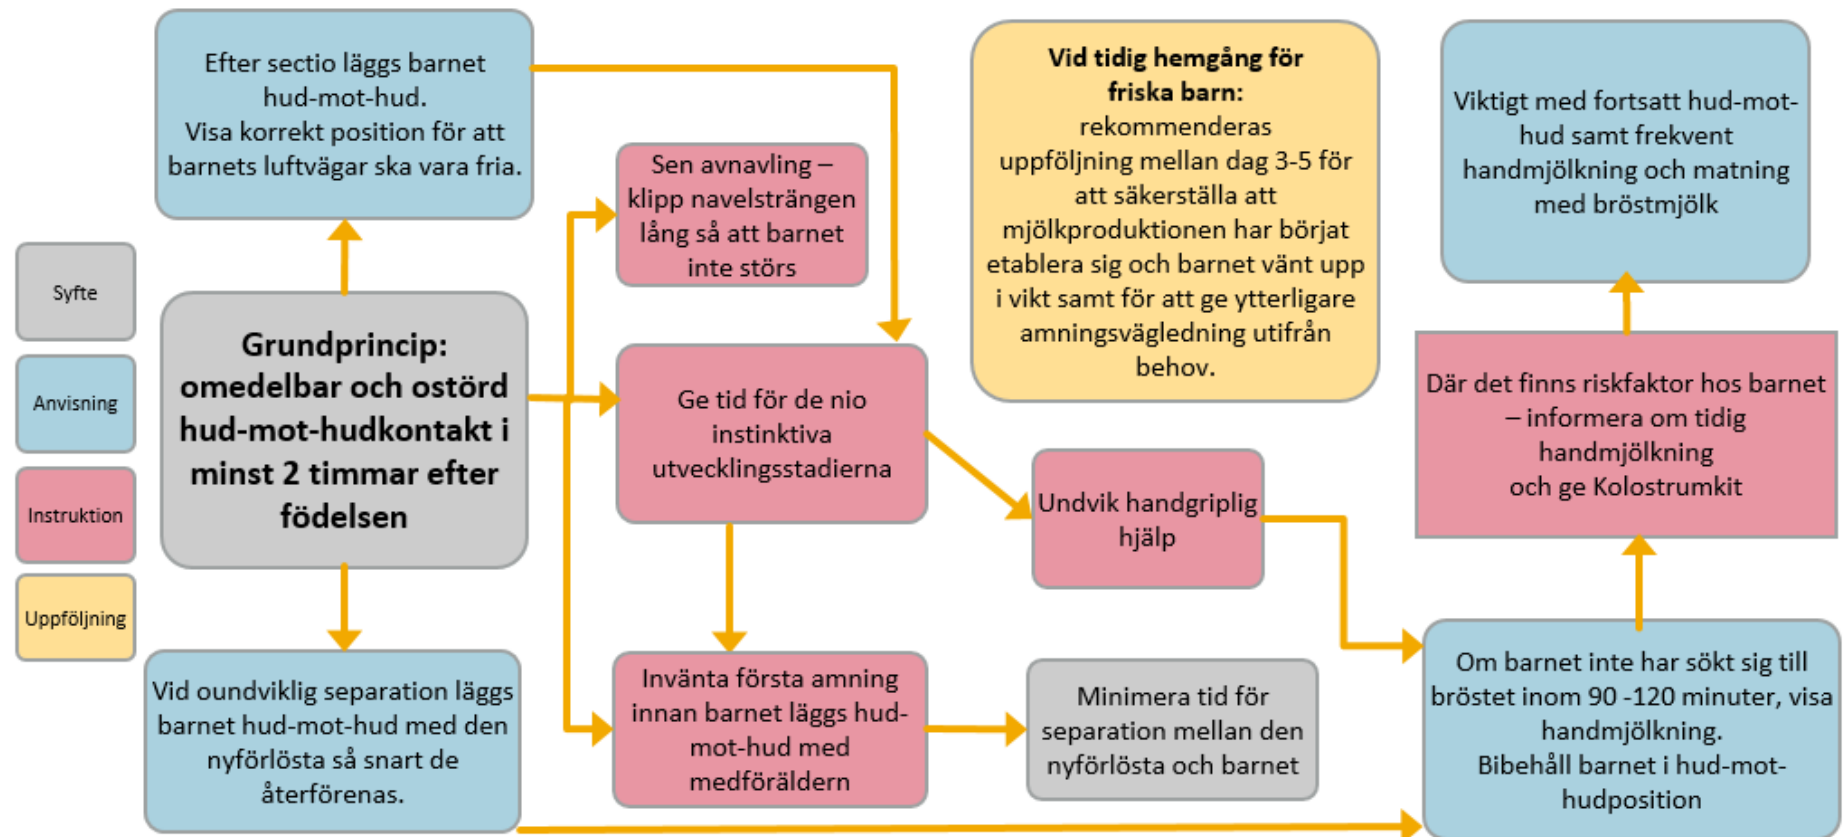 Efter sectio läggs barnet
hud-mot-hud.
Visa korrekt position för att
barnets luftvägar ska vara fria.
Syfte
Anvisning
Instruktion
Uppföljning
Grundprincip:
omedelbar och ostörd
hud-mot-hudkontakt i
minst 2 timmar efter
födelsen
Vid oundviklig separation läggs
barnet hud-mot-hud med den
nyförlösta så snart de
återförenas.
Sen avnavling –
klipp navelsträngen
lång så att barnet
inte störs
Ge tid för de nio
instinktiva
utvecklingsstadierna
Invänta första amning
innan barnet läggs hud-
mot-hud med
medföräldern
Vid tidig hemgång för
friska barn:
rekommenderas
uppföljning mellan dag 3-5 för
att säkerställa att
mjölkproduktionen har börjat
etablera sig och barnet vänt upp
i vikt samt för att ge ytterligare
amningsvägledning utifrån
behov.
Undvik handgriplig
hjälp
Minimera tid för
separation mellan den
nyförlösta och barnet
Viktigt med fortsatt hud-mot-
hud samt frekvent
handmjölkning och matning
med bröstmjölk
Där det finns riskfaktor hos barnet
– informera om tidig
handmjölkning
och ge Kolostrumkit
Om barnet inte har sökt sig till
bröstet inom 90 -120 minuter, visa
handmjölkning.
Bibehåll barnet i hud-mot-
hudposition